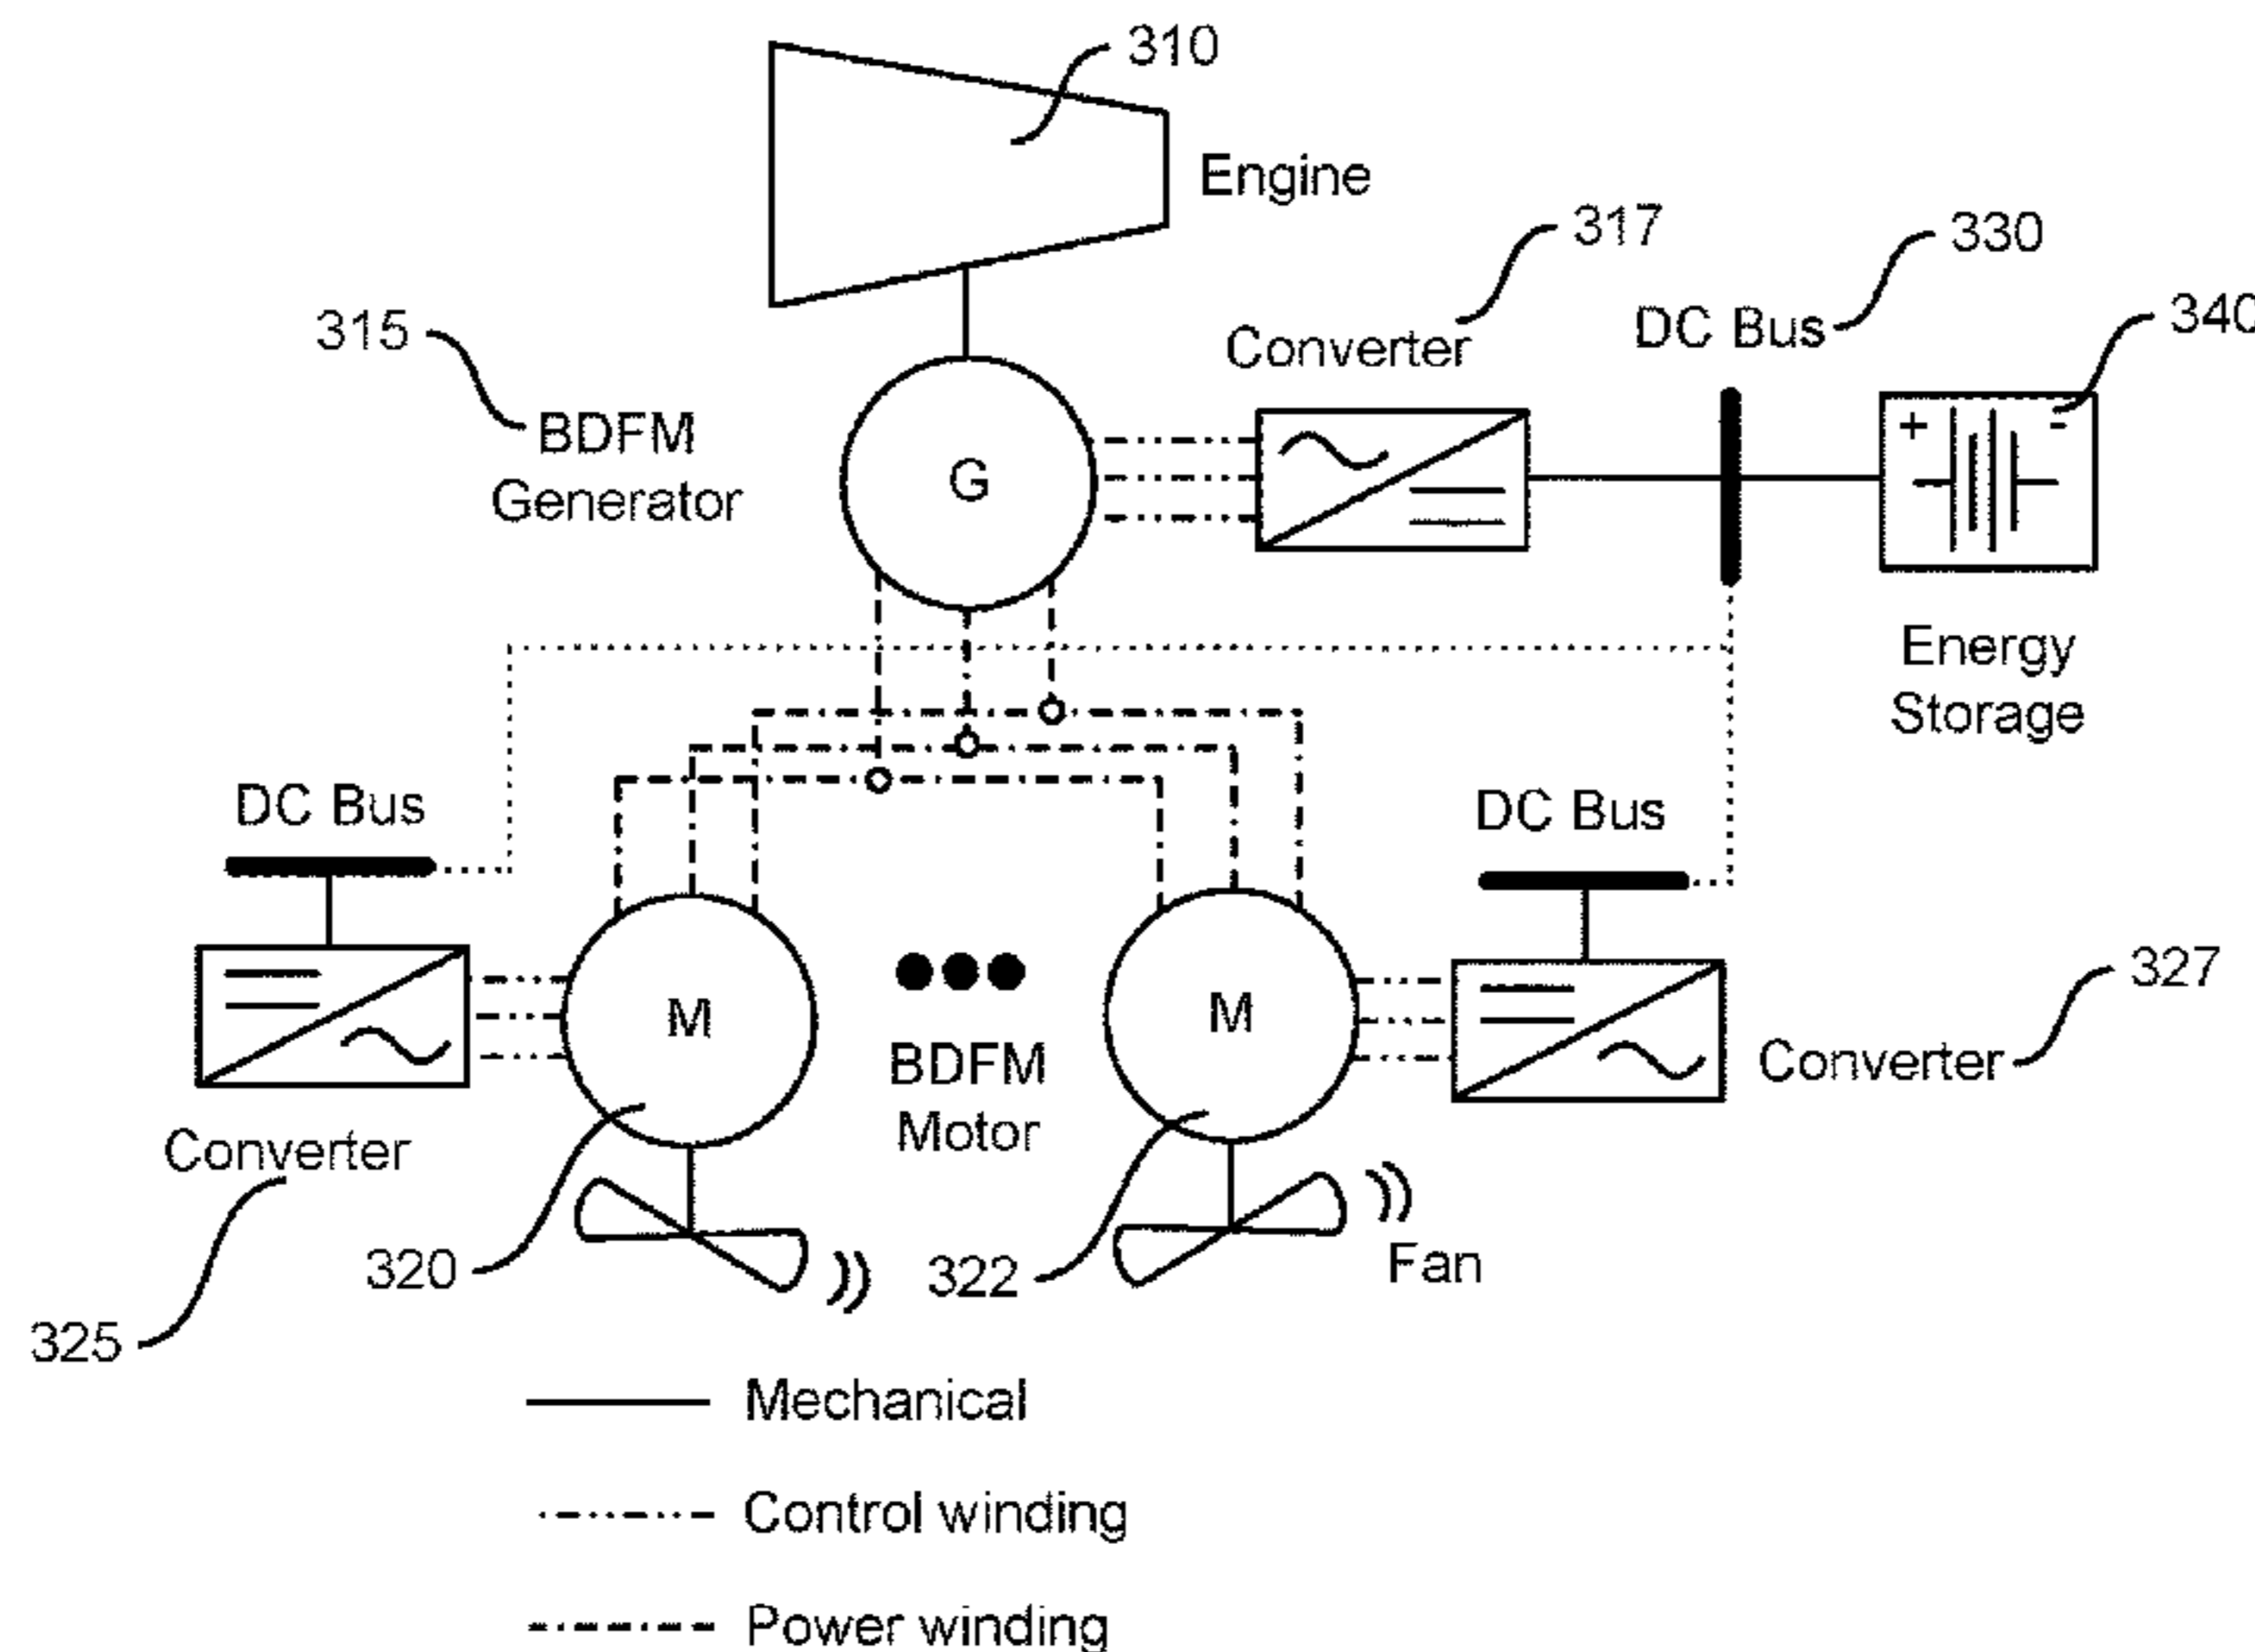 310
Engine
317
330
315
Converter
DC Bus
340
BDFM
Generator
G
+ -
Energy
Storage
DC Bus
DC Bus
M
BDFM
Motor
M
327
Converter
Converter
320
322
Fan
325
Mechanical
Control winding
Power winding